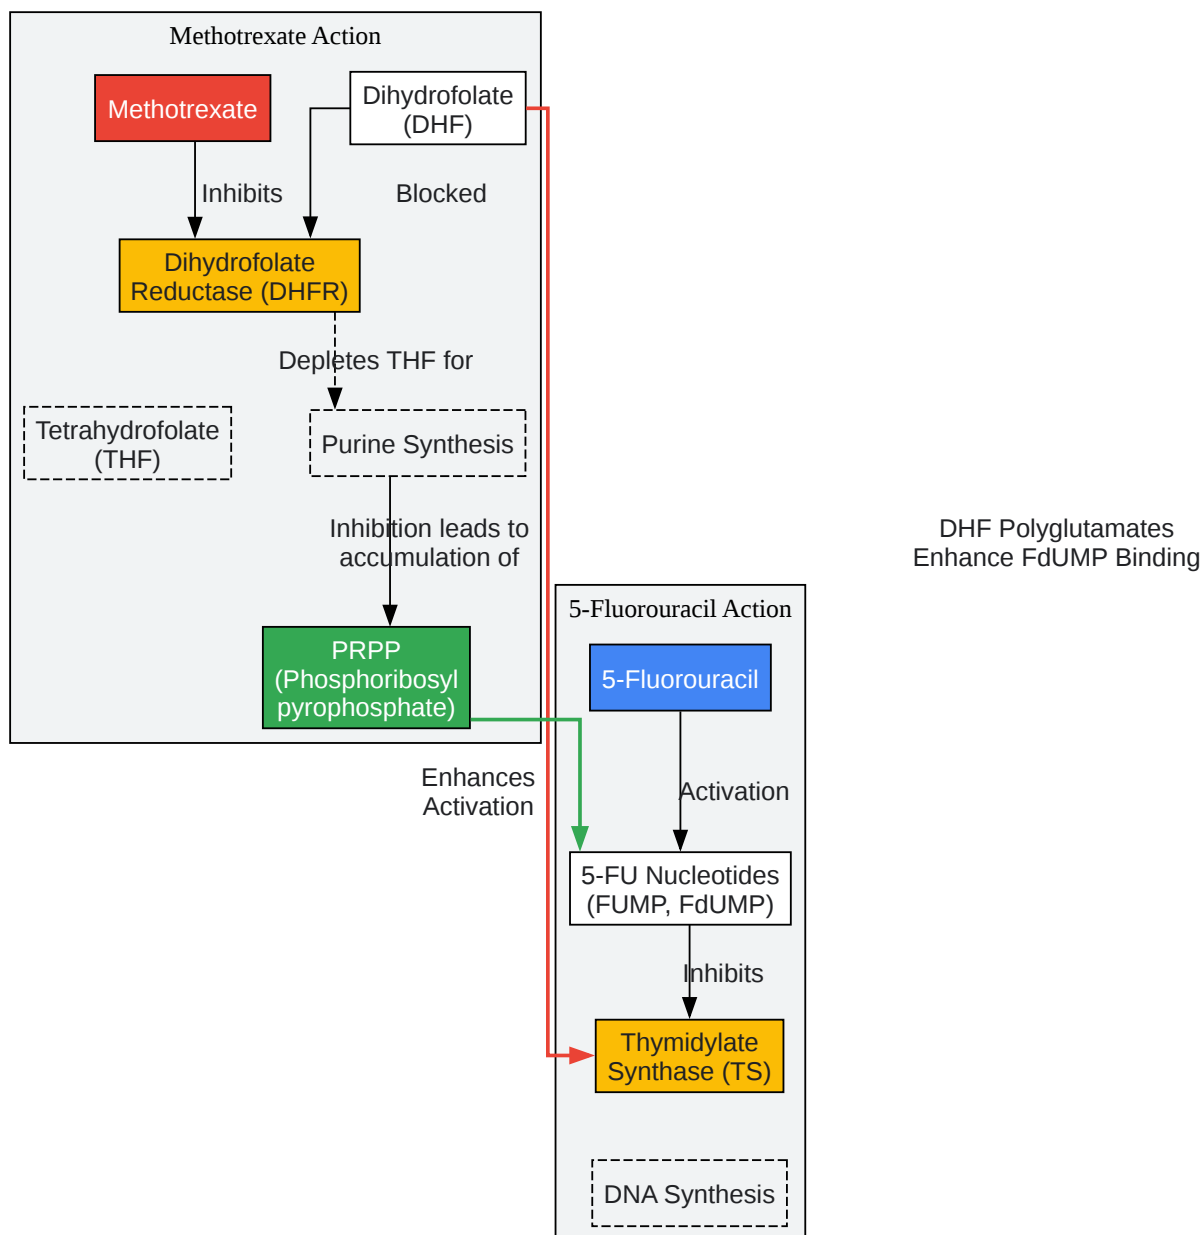 Methotrexate Action
Methotrexate
Dihydrofolate
(DHF)
Inhibits
Blocked
Dihydrofolate
Reductase (DHFR)
Depletes THF for
Tetrahydrofolate
(THF)
Purine Synthesis
Inhibition leads to
accumulation of
DHF Polyglutamates
Enhance FdUMP Binding
5-Fluorouracil Action
PRPP
(Phosphoribosyl
pyrophosphate)
5-Fluorouracil
Enhances
Activation
Activation
5-FU Nucleotides
(FUMP, FdUMP)
Inhibits
Thymidylate
Synthase (TS)
DNA Synthesis